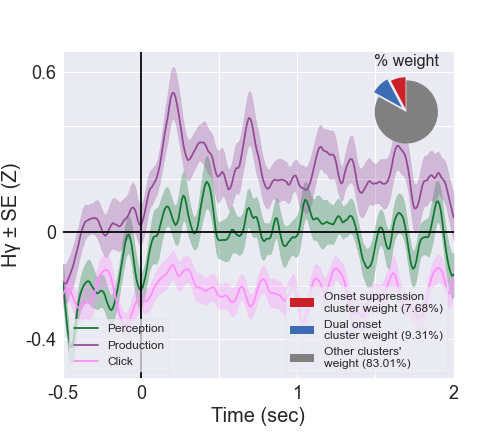 % weight
0.6
0
-0.4
Hγ ± SE (Z)
Perception
Production
Click
Onset suppression
cluster weight (7.68%)
Dual onset
cluster weight (9.31%)
Other clusters'
weight (83.01%)
-0.5
0
1
2
Time (sec)